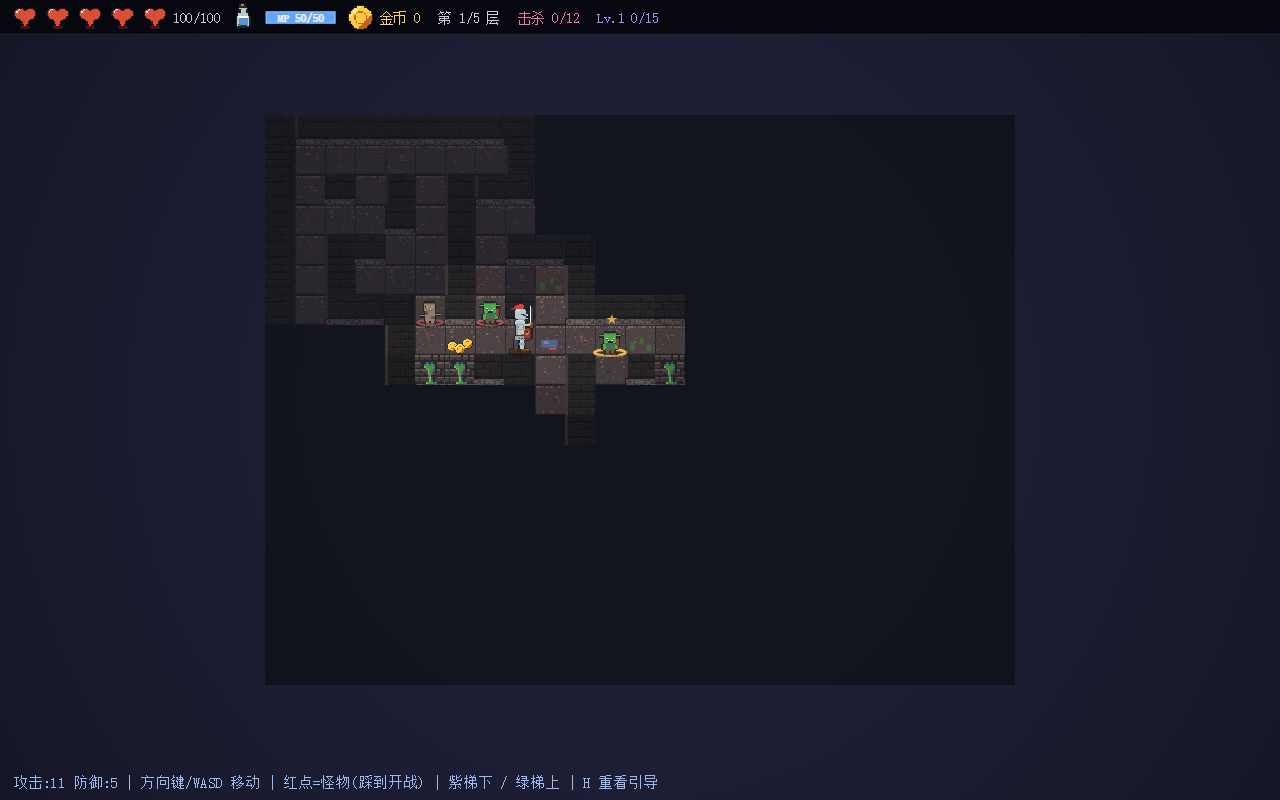 100/100 MP 50/50 金币 0 第 1/5 层 击杀 0/12 Lv.1 0/15
攻击:11 防御:5 | 方向键/WASD 移动 | 红点=怪物(踩到开战) | 紫梯下 / 绿梯上 | H 重看引导